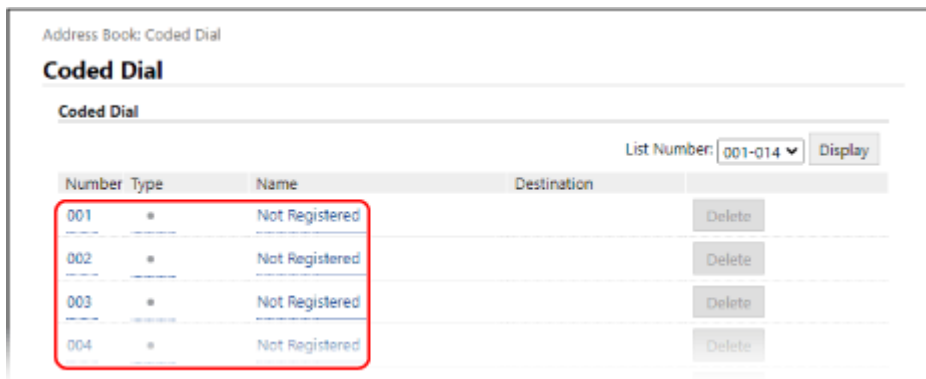 Address Book: Coded Dial
Coded Dial
Coded Dial
List Number: 001-014 Display
Number Type Name Destination
001 Not Registered Delete
002 Not Registered Delete
003 Not Registered Delete
004 Not Registered Delete